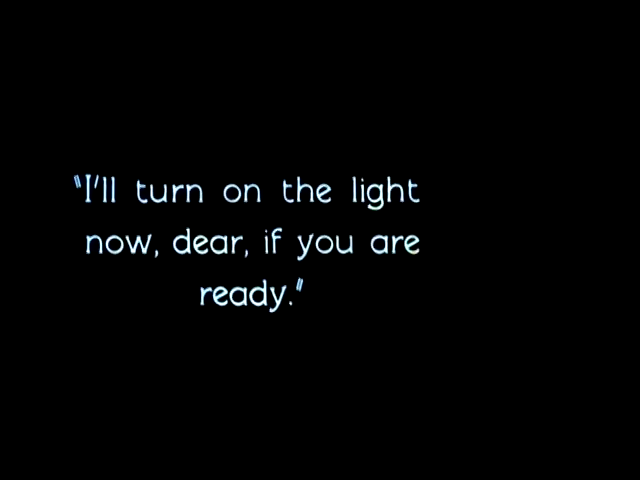 "I'll turn on the light
now, dear, if you are
ready."